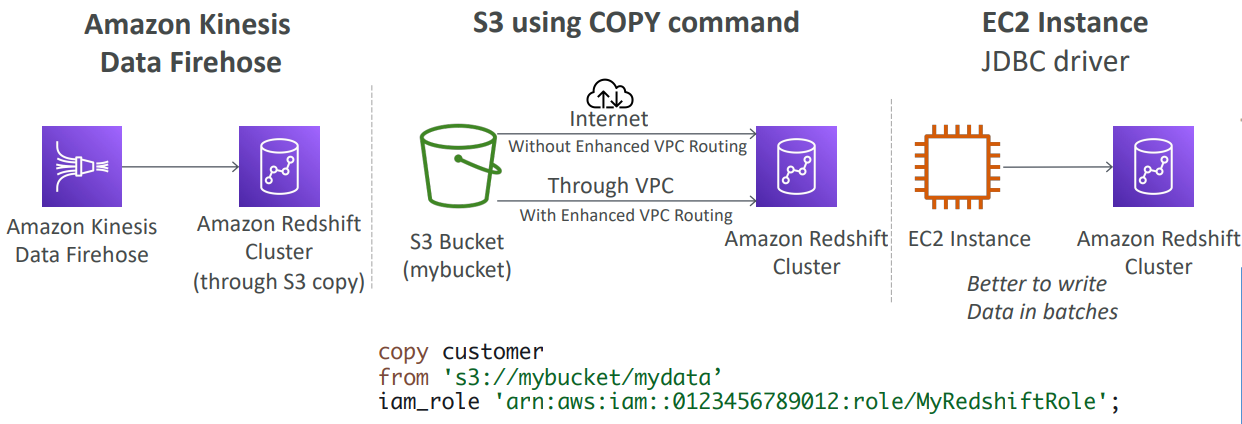 Amazon Kinesis
Data Firehose
Amazon Kinesis
Data Firehose
Amazon Redshift
Cluster
(through S3 copy)
S3 using COPY command
Internet
Without Enhanced VPC Routing
Through VPC
With Enhanced VPC Routing
S3 Bucket
(mybucket)
Amazon Redshift
Cluster
EC2 Instance
JDBC driver
EC2 Instance
Amazon Redshift
Cluster
Better to write
Data in batches
copy customer
from 's3://mybucket/mydata’
iam_role 'arn:aws:iam::0123456789012:role/MyRedshiftRole';